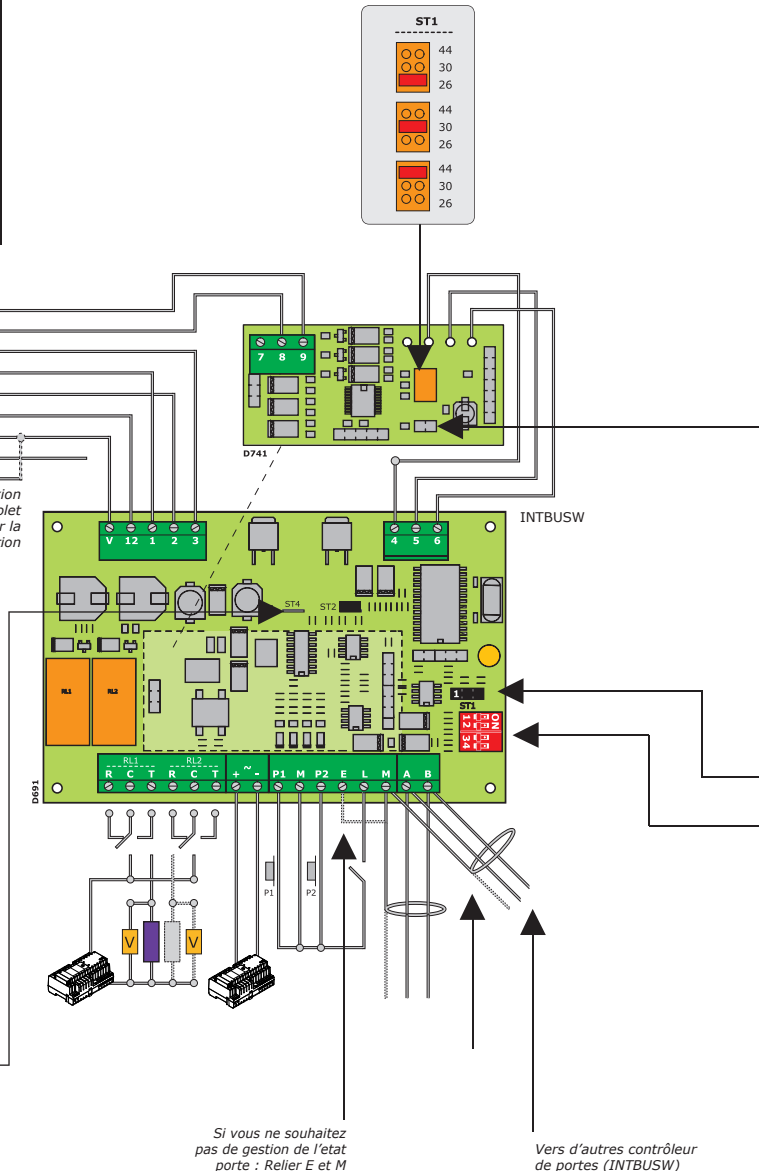 ST1
44
30
26
44
30
26
44
30
26
7 8 9
D741
tion
plet
r la
tion
V 12 1 2 3
4 5 6
INTBUSW
ST4
ST2
RL1
RL2
1
ST1
ON
1 2
3 4
RL1
RL2
R C T R C T + ~ - P1 M P2 E L M A B
D691
P1
P2
V
V
Si vous ne souhaitez
pas de gestion de l'etat
porte : Relier E et M
Vers d'autres contrôleur
de portes (INTBUSW)